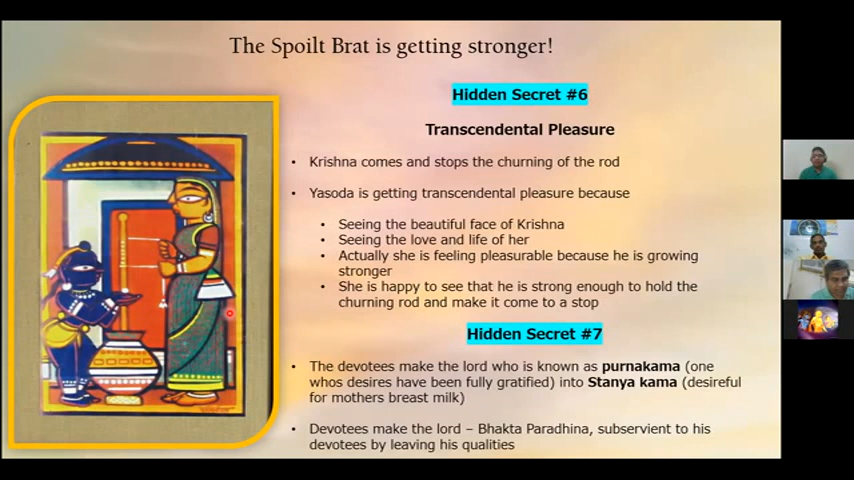 The Spoilt Brat is getting stronger!
Hidden Secret #6
Transcendental Pleasure
• Krishna comes and stops the churning of the rod
• Yasoda is getting transcendental pleasure because
• Seeing the beautiful face of Krishna
• Seeing the love and life of her
• Actually she is feeling pleasurable because he is growing
stronger
• She is happy to see that he is strong enough to hold the
churning rod and make it come to a stop
Hidden Secret #7
• The devotees make the lord who is known as purnakama (one
whos desires have been fully gratified) into Stanya kama (desireful
for mothers breast milk)
• Devotees make the lord – Bhakta Paradhina, subservient to his
devotees by leaving his qualities